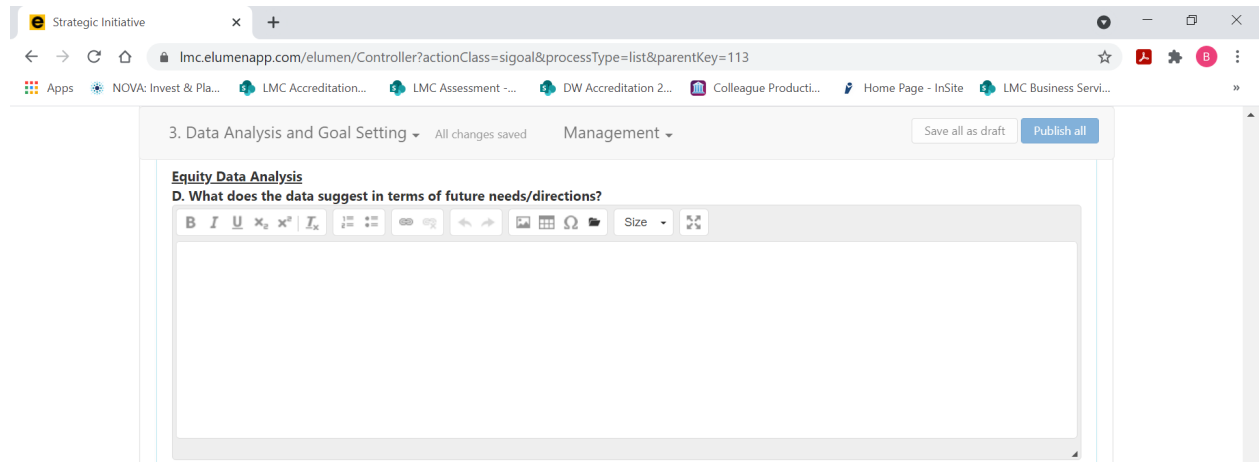 Strategic Initiative
lmc.elumenapp.com/elumen/Controller?actionClass=sigoal&processType=list&parentKey=113
B
Apps NOVA: Invest & Pla... LMC Accreditation... LMC Assessment -... DW Accreditation 2... Colleague Producti... Home Page - InSite LMC Business Servi... »
3. Data Analysis and Goal Setting All changes saved Management Save all as draft Publish all
Equity Data Analysis
D. What does the data suggest in terms of future needs/directions?
B I U x₂ x² Iₓ Ω Size